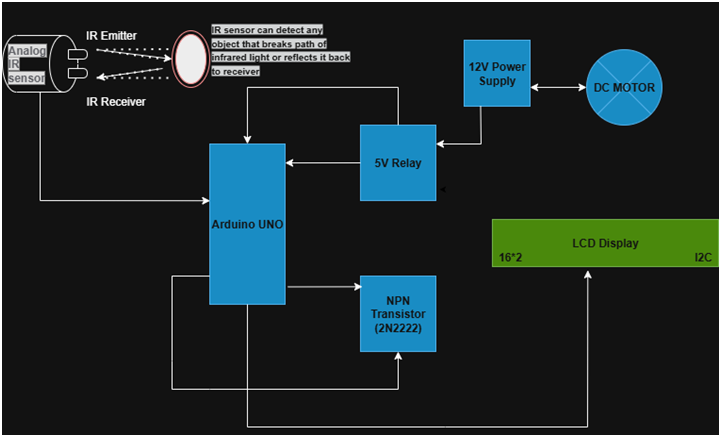 IR Emitter
IR sensor can detect any
object that breaks path of
infrared light or reflects it back
to receiver
Analog
IR
sensor
IR Receiver
12V Power
Supply
DC MOTOR
5V Relay
Arduino UNO
LCD Display
16*2
I2C
NPN
Transistor
(2N2222)